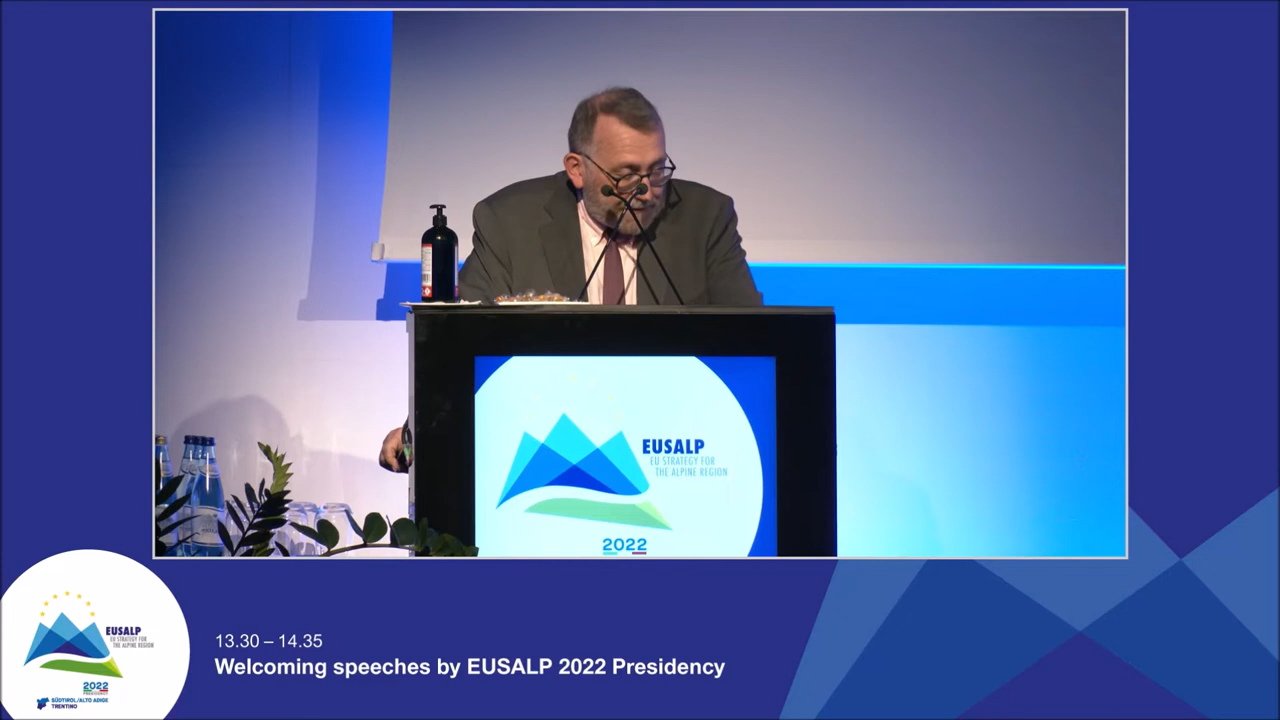 EUSALP
EU STRATEGY FOR
THE ALPINE REGION
2022
EUSALP
EU STRATEGY FOR
THE ALPINE REGION
2022
PRESIDENCY
SÜDTIROL/ALTO ADIGE
TRENTINO
13.30 – 14.35
Welcoming speeches by EUSALP 2022 Presidency